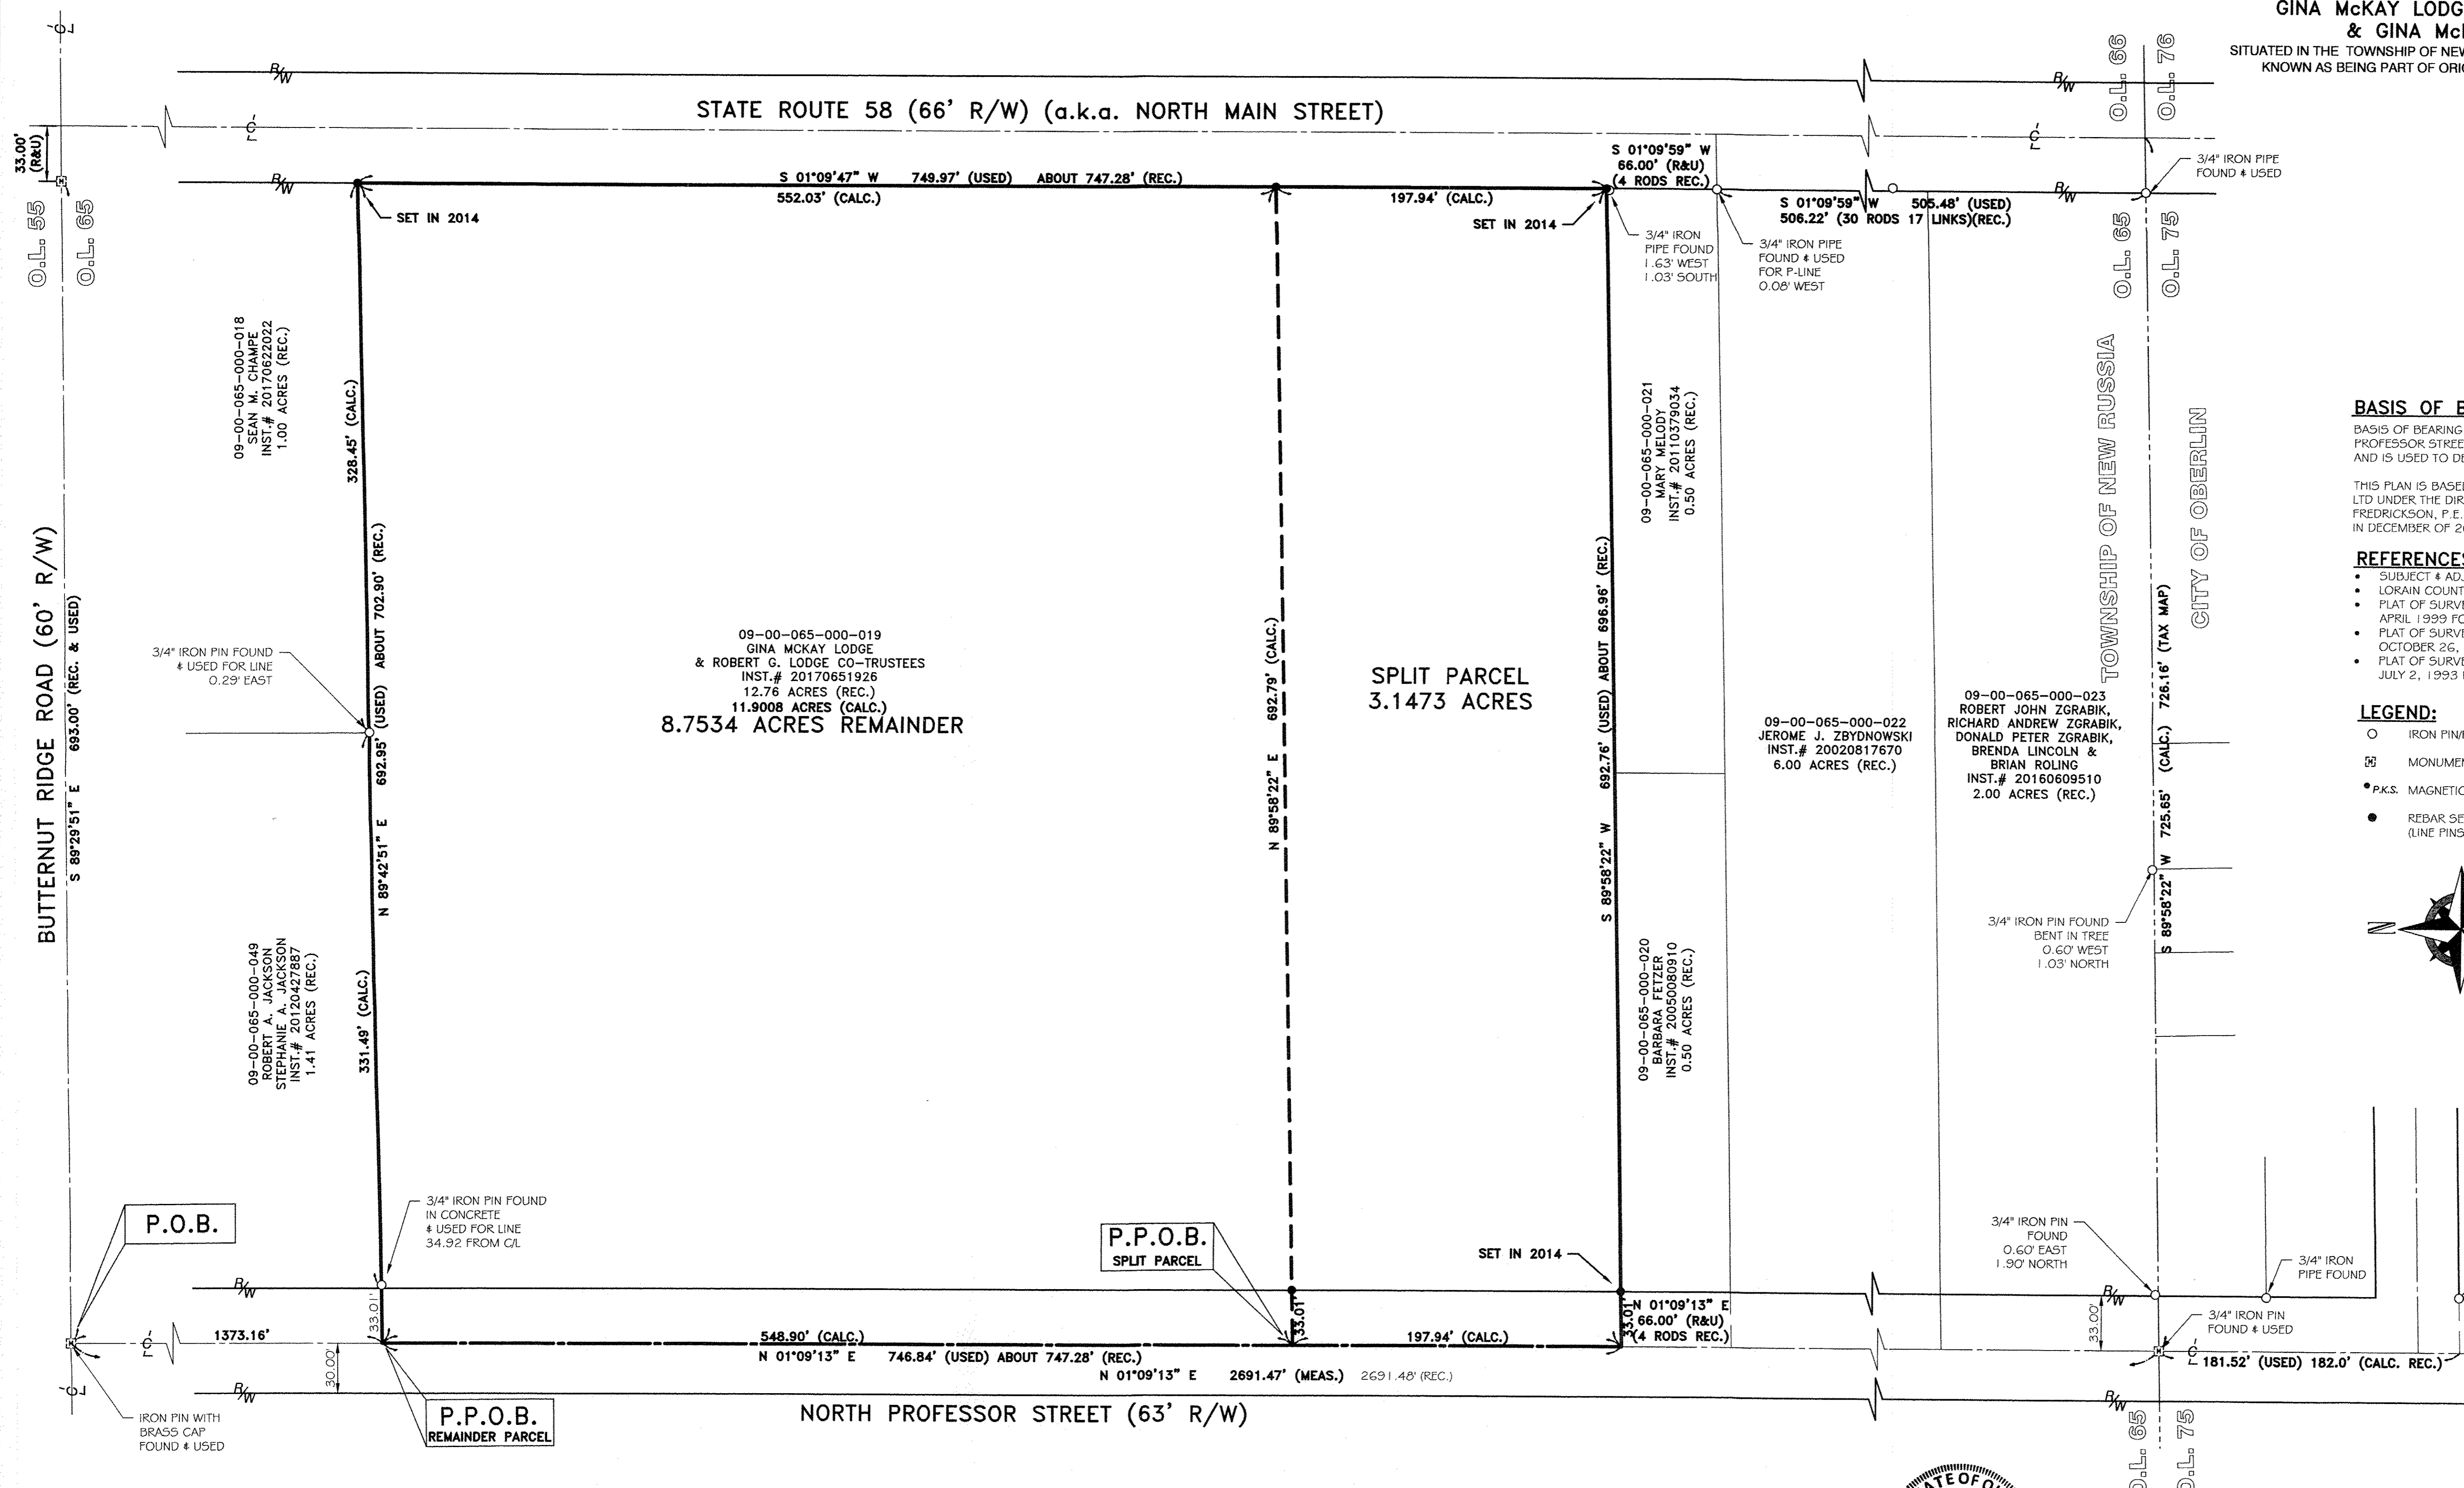 GINA McKAY LODG
& GINA McK
SITUATED IN THE TOWNSHIP OF NEW
KNOWN AS BEING PART OF ORIG
STATE ROUTE 58 (66' R/W) (a.k.a. NORTH MAIN STREET)
R/W
R/W
C/L
C/L
33.00'
(R&U)
R/W
R/W
S 01°09'47" W 749.97' (USED) ABOUT 747.28' (REC.)
552.03' (CALC.)
197.94' (CALC.)
S 01°09'59" W
66.00' (R&U)
(4 RODS REC.)
S 01°09'59" W 505.48' (USED)
506.22' (30 RODS 17 LINKS)(REC.)
3/4" IRON PIPE
FOUND & USED
SET IN 2014
SET IN 2014
3/4" IRON
PIPE FOUND
1.63' WEST
1.03' SOUTH
3/4" IRON PIPE
FOUND & USED
FOR P-LINE
0.08' WEST
O.L. 55
O.L. 65
O.L. 66
O.L. 76
O.L. 65
O.L. 75
BUTTERNUT RIDGE ROAD (60' R/W)
S 89°29'51" E 693.00' (REC. & USED)
09-00-065-000-018
SEAN M. CHAMPE
INST.# 20170622022
1.00 ACRES (REC.)
328.45' (CALC.)
N 89°42'51" E 692.95' (USED) ABOUT 702.90' (REC.)
331.49' (CALC.)
3/4" IRON PIN FOUND
& USED FOR LINE
0.29' EAST
09-00-065-000-049
ROBERT A. JACKSON
STEPHANIE A. JACKSON
INST.# 20120427887
1.41 ACRES (REC.)
09-00-065-000-019
GINA MCKAY LODGE
& ROBERT G. LODGE CO-TRUSTEES
INST.# 20170651926
12.76 ACRES (REC.)
11.9008 ACRES (CALC.)
8.7534 ACRES REMAINDER
N 89°58'22" E 692.79' (CALC.)
SPLIT PARCEL
3.1473 ACRES
S 89°58'22" W 692.76' (USED) ABOUT 696.96' (REC.)
09-00-065-000-021
MARY MELODY
INST.# 20110379034
0.50 ACRES (REC.)
09-00-065-000-020
BARBARA FETZER
INST.# 20050080910
0.50 ACRES (REC.)
09-00-065-000-022
JEROME J. ZBYDNOWSKI
INST.# 20020817670
6.00 ACRES (REC.)
09-00-065-000-023
ROBERT JOHN ZGRABIK,
RICHARD ANDREW ZGRABIK,
DONALD PETER ZGRABIK,
BRENDA LINCOLN &
BRIAN ROLING
INST.# 20160609510
2.00 ACRES (REC.)
TOWNSHIP OF NEW RUSSIA
CITY OF OBERLIN
S 89°58'22" W 725.65' (CALC.) 726.16' (TAX MAP)
3/4" IRON PIN FOUND
BENT IN TREE
0.60' WEST
1.03' NORTH
BASIS OF B
BASIS OF BEARING
PROFESSOR STREE
AND IS USED TO DE
THIS PLAN IS BASE
LTD UNDER THE DIR
FREDRICKSON, P.E.
IN DECEMBER OF 2
REFERENCES
• SUBJECT & AD
• LORAIN COUNT
• PLAT OF SURVE
APRIL 1999 FO
• PLAT OF SURVE
OCTOBER 26,
• PLAT OF SURVE
JULY 2, 1993
LEGEND:
IRON PIN/
M MONUMEN
P.K.S. MAGNETIC
REBAR SE
(LINE PINS
N
P.O.B.
3/4" IRON PIN FOUND
IN CONCRETE
& USED FOR LINE
34.92 FROM C/L
P.P.O.B.
SPLIT PARCEL
SET IN 2014
3/4" IRON PIN
FOUND
0.60' EAST
1.90' NORTH
3/4" IRON
PIPE FOUND
3/4" IRON PIN
FOUND & USED
R/W
R/W
33.01'
33.01'
33.01'
33.00'
N 01°09'13" E
66.00' (R&U)
(4 RODS REC.)
C/L
1373.16'
548.90' (CALC.)
197.94' (CALC.)
C/L
181.52' (USED) 182.0' (CALC. REC.)
N 01°09'13" E 746.84' (USED) ABOUT 747.28' (REC.)
N 01°09'13" E 2691.47' (MEAS.) 2691.48' (REC.)
30.00'
R/W
R/W
IRON PIN WITH
BRASS CAP
FOUND & USED
P.P.O.B.
REMAINDER PARCEL
NORTH PROFESSOR STREET (63' R/W)
O.L. 65
O.L. 75
ATE OF O